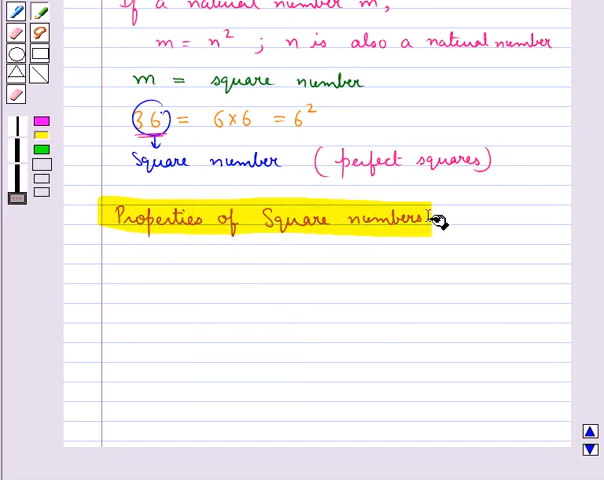 If a natural number m,
m = n² ; n is also a natural number
m = square number
36 = 6×6 = 6²
Square number (perfect squares)
Properties of Square numbers: